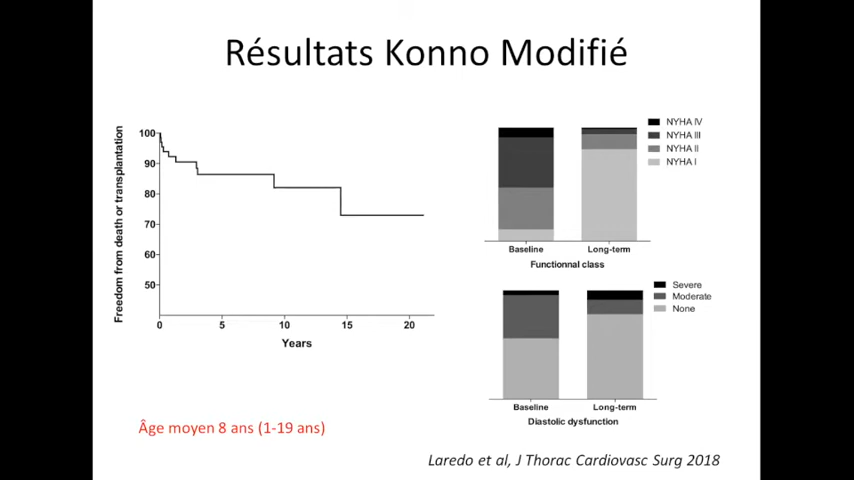 Résultats Konno Modifié
Freedom from death or transplantation
100
90
80
70
60
50
0 5 10 15 20
Years
NYHA IV
NYHA III
NYHA II
NYHA I
Baseline Long-term
Functionnal class
Severe
Moderate
None
Baseline Long-term
Diastolic dysfunction
Âge moyen 8 ans (1-19 ans)
Laredo et al, J Thorac Cardiovasc Surg 2018